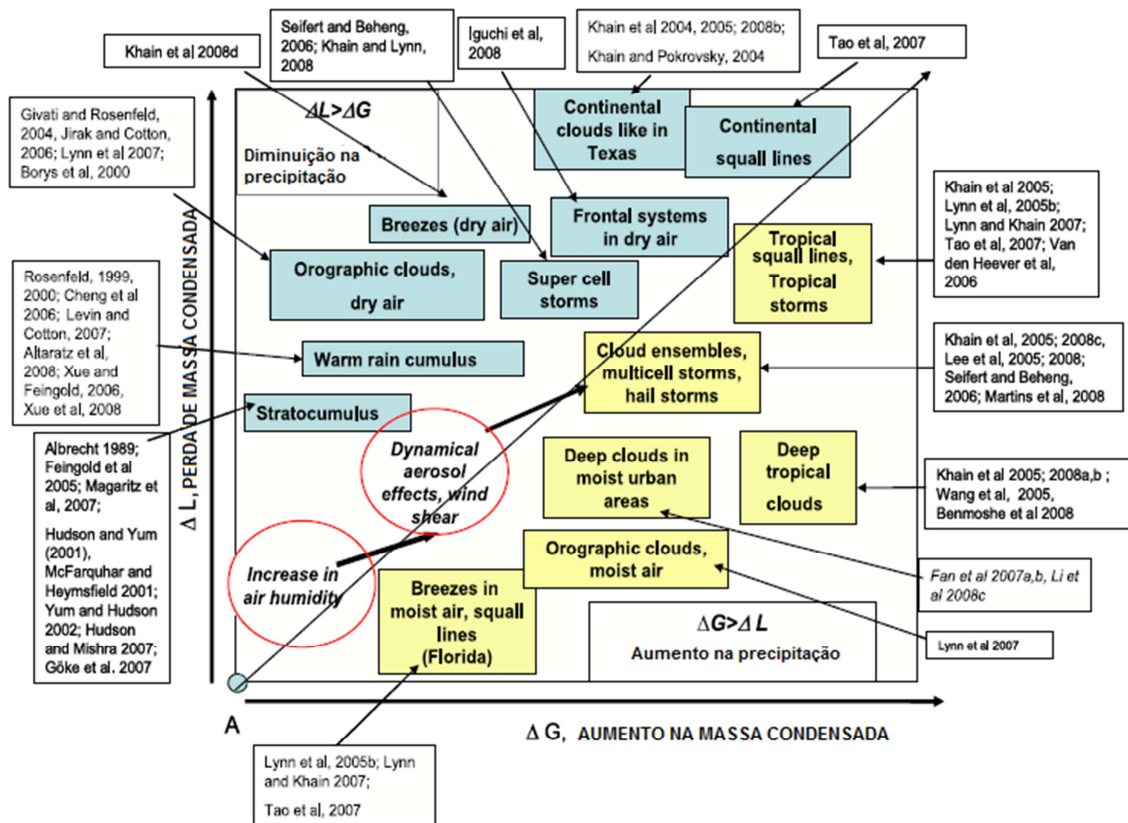 Khain et al 2008d
Seifert and Beheng,
2006; Khain and Lynn,
2008
Iguchi et al,
2008
Khain et al 2004, 2005; 2008b;
Khain and Pokrovsky, 2004
Tao et al, 2007
Givati and Rosenfeld,
2004, Jirak and Cotton,
2006; Lynn et al 2007;
Borys et al, 2000
ΔL>ΔG
Diminuição na
precipitação
Continental
clouds like in
Texas
Continental
squall lines
Breezes (dry air)
Frontal systems
in dry air
Tropical
squall lines,
Tropical
storms
Khain et al 2005;
Lynn et al, 2005b;
Lynn and Khain 2007;
Tao et al, 2007; Van
den Heever et al,
2006
Orographic clouds,
dry air
Super cell
storms
Rosenfeld, 1999,
2000; Cheng et al
2006; Levin and
Cotton, 2007;
Altaratz et al,
2008; Xue and
Feingold, 2006,
Xue et al, 2008
Δ L, PERDA DE MASSA CONDENSADA
Warm rain cumulus
Cloud ensembles,
multicell storms,
hail storms
Khain et al, 2005; 2008c,
Lee et al, 2005; 2008;
Seifert and Beheng,
2006; Martins et al, 2008
Stratocumulus
Albrecht 1989;
Feingold et al
2005; Magaritz et
al, 2007;
Hudson and Yum
(2001),
McFarquhar and
Heymsfield 2001;
Yum and Hudson
2002; Hudson
and Mishra 2007;
Göke et al. 2007
Dynamical
aerosol
effects, wind
shear
Deep clouds in
moist urban
areas
Deep
tropical
clouds
Khain et al 2005; 2008a,b ;
Wang et al, 2005,
Benmoshe et al 2008
Increase in
air humidity
Orographic clouds,
moist air
Fan et al 2007a,b, Li et
al 2008c
Breezes in
moist air, squall
lines
(Florida)
ΔG>Δ L
Aumento na precipitação
Lynn et al 2007
A
Δ G, AUMENTO NA MASSA CONDENSADA
Lynn et al, 2005b; Lynn
and Khain 2007;
Tao et al, 2007